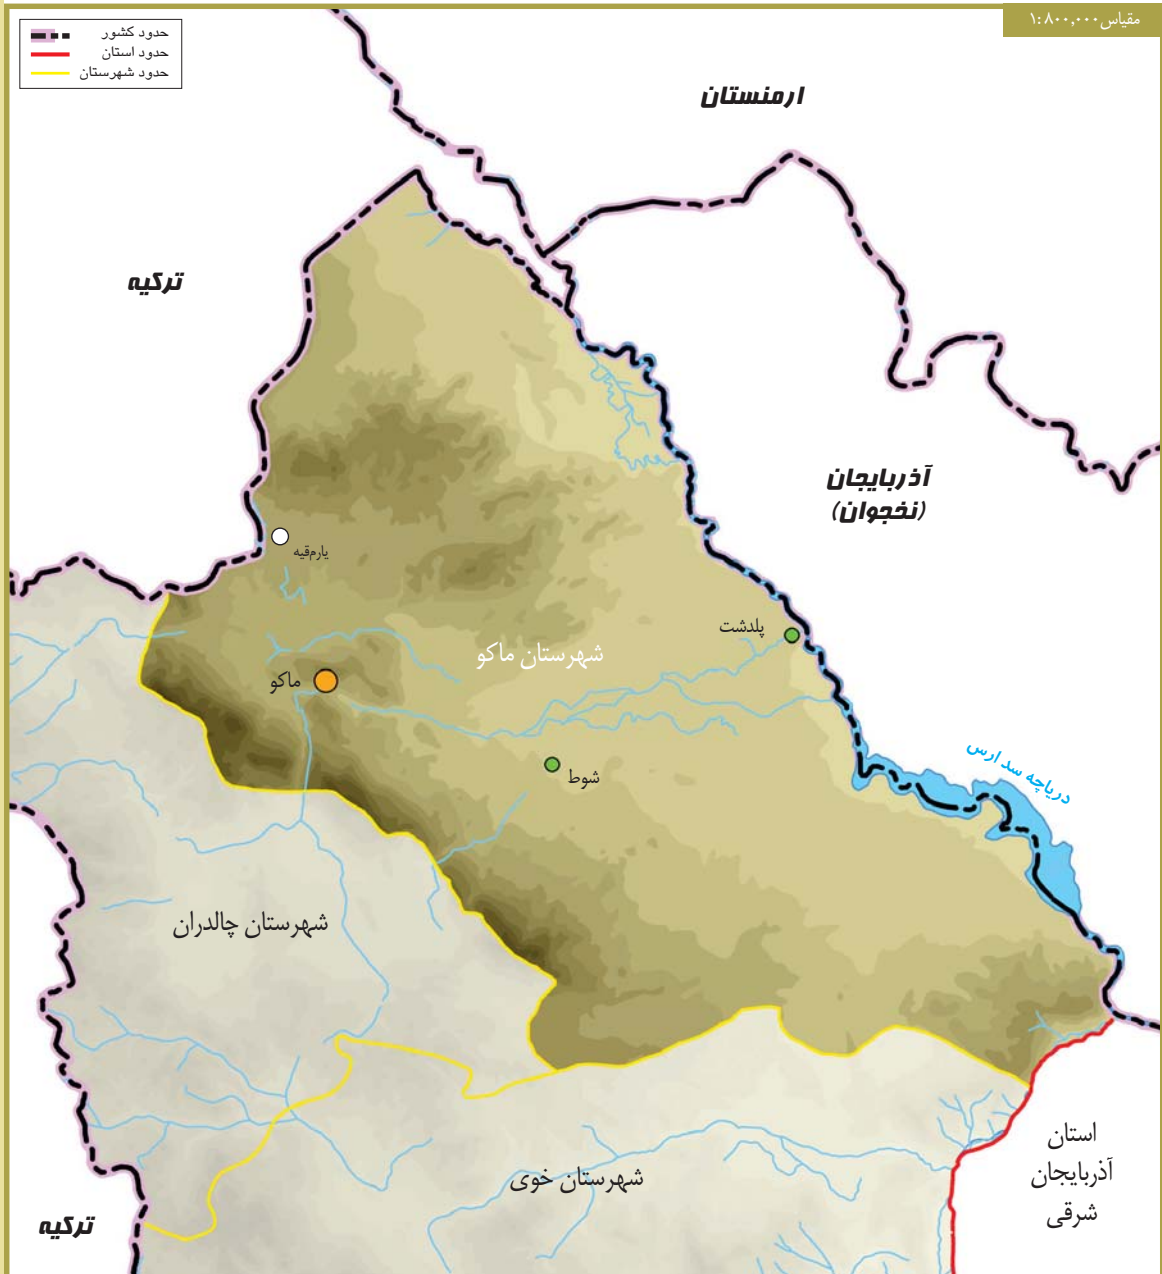 مقیاس ۱:۸۰۰,۰۰۰
حدود کشور
حدود استان
حدود شهرستان
ارمنستان
ترکیه
آذربایجان
(نخجوان)
یارم‌قیه
پلدشت
شهرستان ماکو
ماکو
شوط
دریاچه سد ارس
شهرستان چالدران
استان
آذربایجان
شرقی
شهرستان خوی
ترکیه